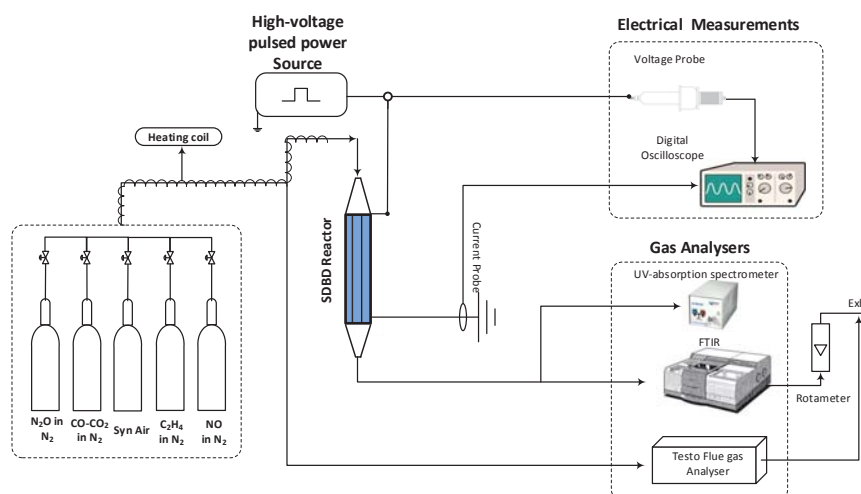 High-voltage
pulsed power
Source
Electrical Measurements
Voltage Probe
Digital
Oscilloscope
Heating coil
SDBD Reactor
Current Probe
Gas Analysers
UV-absorption spectrometer
FTIR
Exh
Rotameter
Testo Flue gas
Analyser
N₂O in
N₂
CO-CO₂
in N₂
Syn Air
C₂H₄
in N₂
NO
in N₂